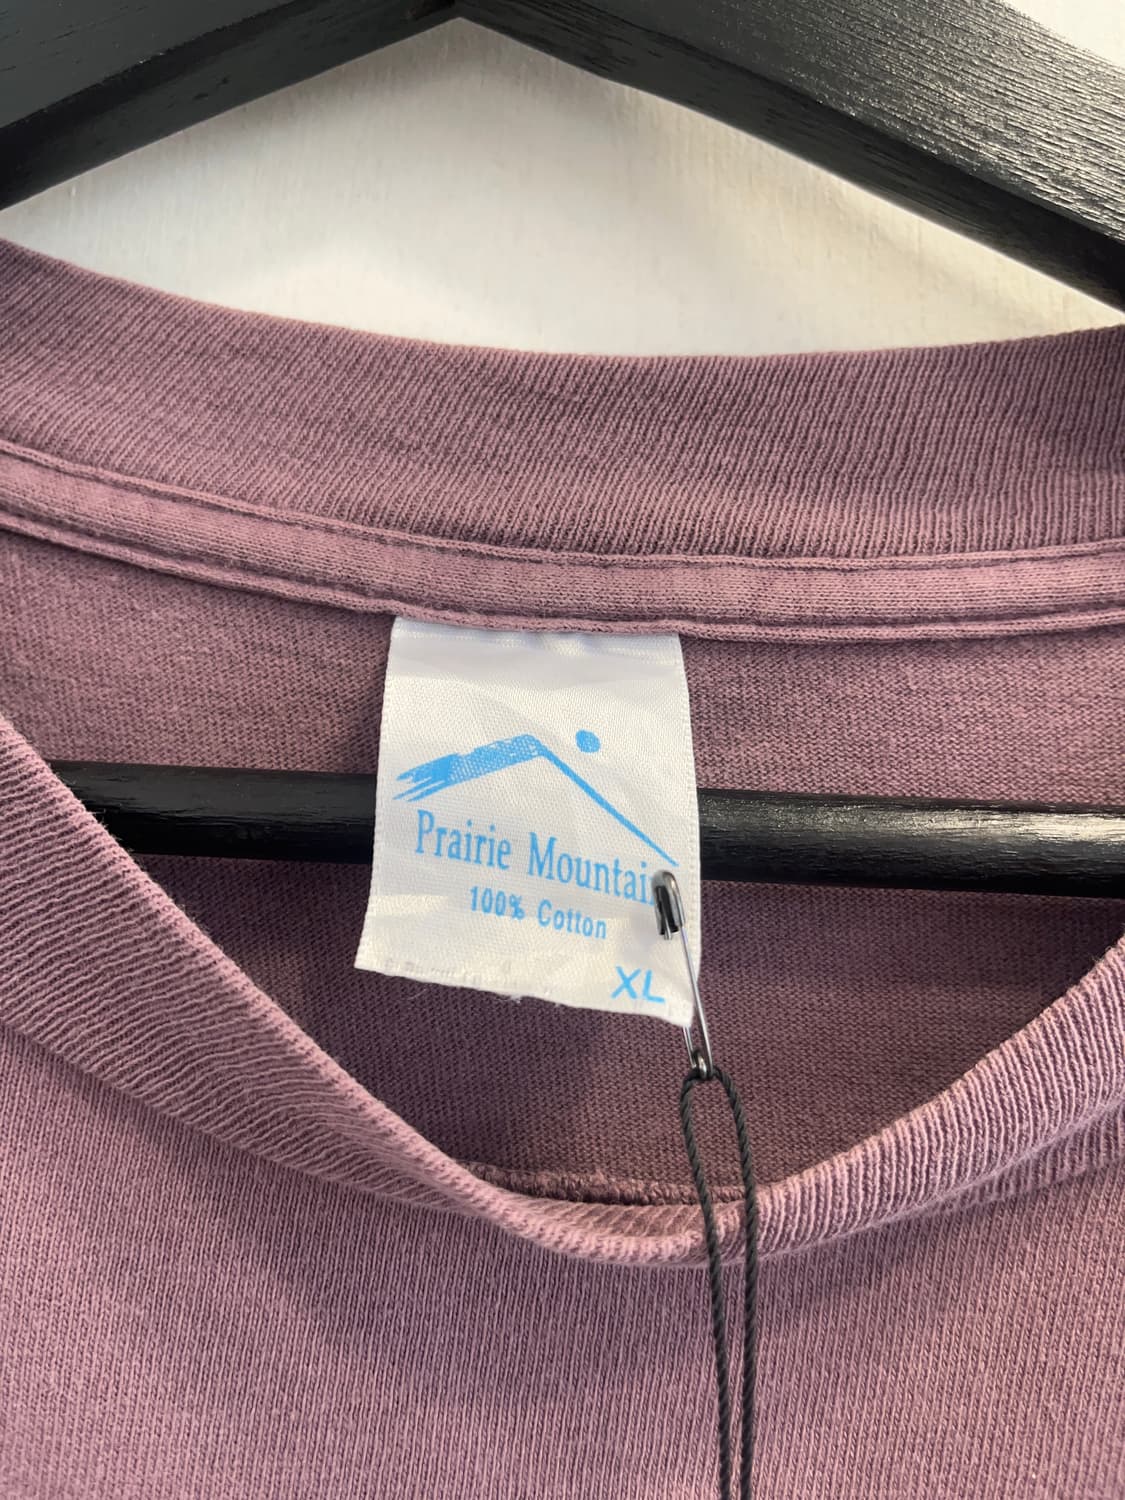 Prairie Mountain
100% Cotton
XL